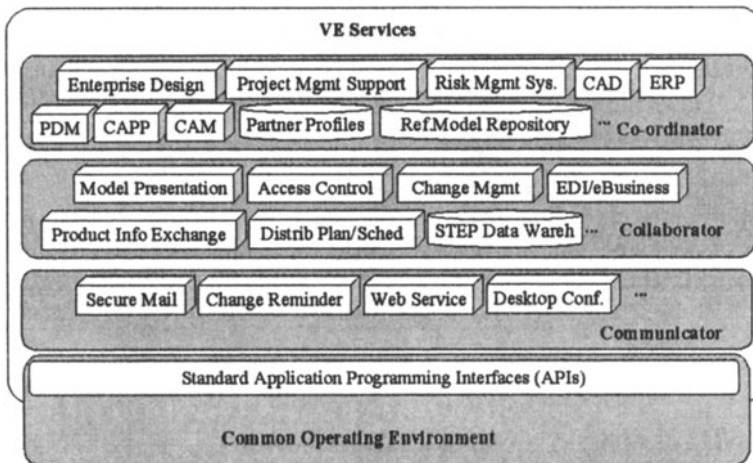 VE Services
Enterprise Design Project Mgmt Support Risk Mgmt Sys. CAD ERP
PDM CAPP CAM Partner Profiles Ref.Model Repository ... Co-ordinator
Model Presentation Access Control Change Mgmt EDI/eBusiness
Product Info Exchange Distrib Plan/Sched STEP Data Wareh ... Collaborator
Secure Mail Change Reminder Web Service Desktop Conf. ...
Communicator
Standard Application Programming Interfaces (APIs)
Common Operating Environment